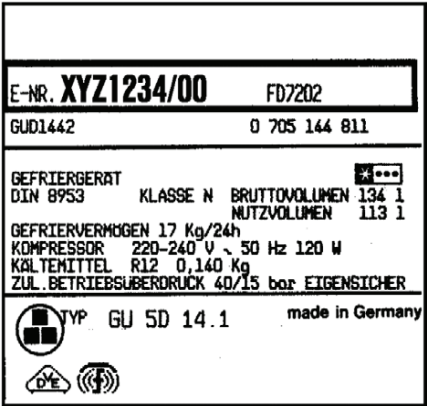 E-NR. XYZ1234/00 FD7202
GUD1442 0 705 144 811
GEFRIERGERÄT
DIN 8953 KLASSE N BRUTTOVOLUMEN 134 l
NUTZVOLUMEN 113 l
GEFRIERVERMÖGEN 17 Kg/24h
KOMPRESSOR 220-240 V ~ 50 Hz 120 W
KÄLTEMITTEL R12 0,140 Kg
ZUL.BETRIEBSÜBERDRUCK 40/15 bar EIGENSICHER
TYP GU 5D 14.1 made in Germany
DVE